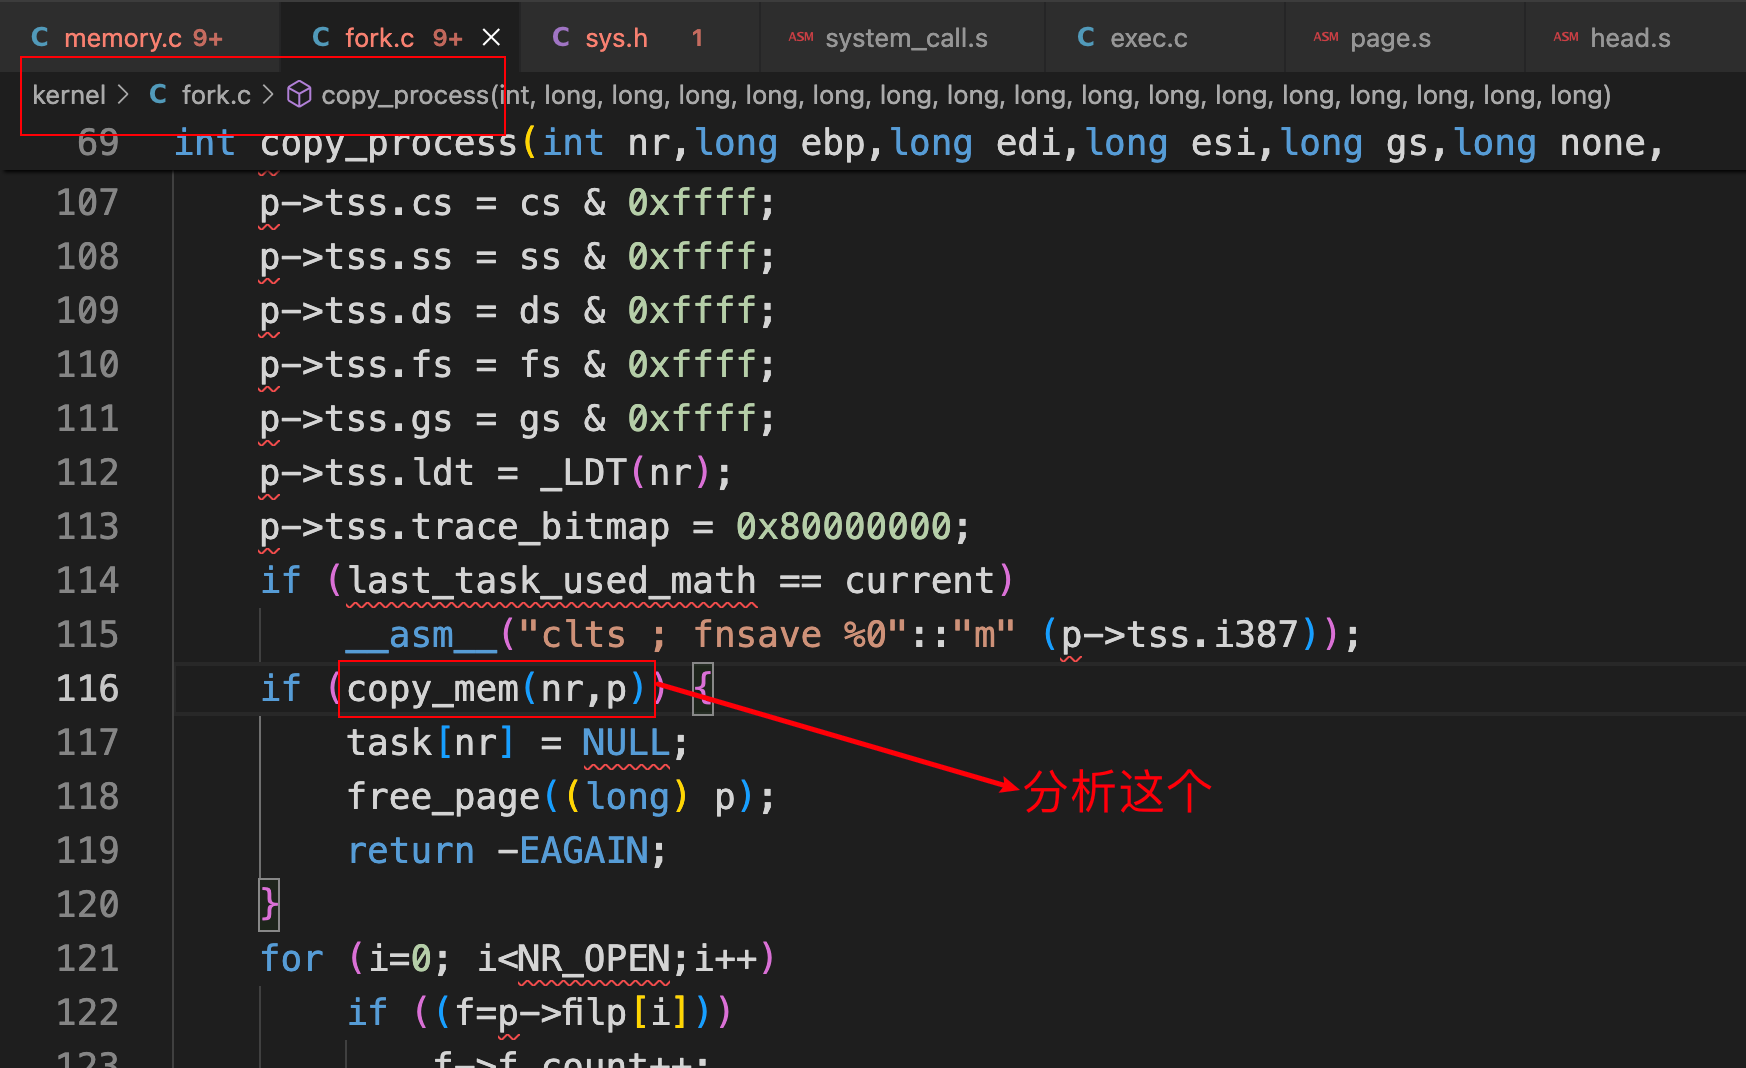 C memory.c 9+ C fork.c 9+ × C sys.h 1 ASM system_call.s C exec.c ASM page.s ASM head.s
kernel > C fork.c > copy_process(int, long, long, long, long, long, long, long, long, long, long, long, long, long, long, long, long)
69 int copy_process(int nr,long ebp,long edi,long esi,long gs,long none,
107 p->tss.cs = cs & 0xffff;
108 p->tss.ss = ss & 0xffff;
109 p->tss.ds = ds & 0xffff;
110 p->tss.fs = fs & 0xffff;
111 p->tss.gs = gs & 0xffff;
112 p->tss.ldt = _LDT(nr);
113 p->tss.trace_bitmap = 0x80000000;
114 if (last_task_used_math == current)
115 __asm__("clts ; fnsave %0"::"m" (p->tss.i387));
116 if (copy_mem(nr,p)) {
117 task[nr] = NULL;
分析这个
118 free_page((long) p);
119 return -EAGAIN;
120 }
121 for (i=0; i<NR_OPEN;i++)
122 if ((f=p->filp[i]))
123 f->f_count++;